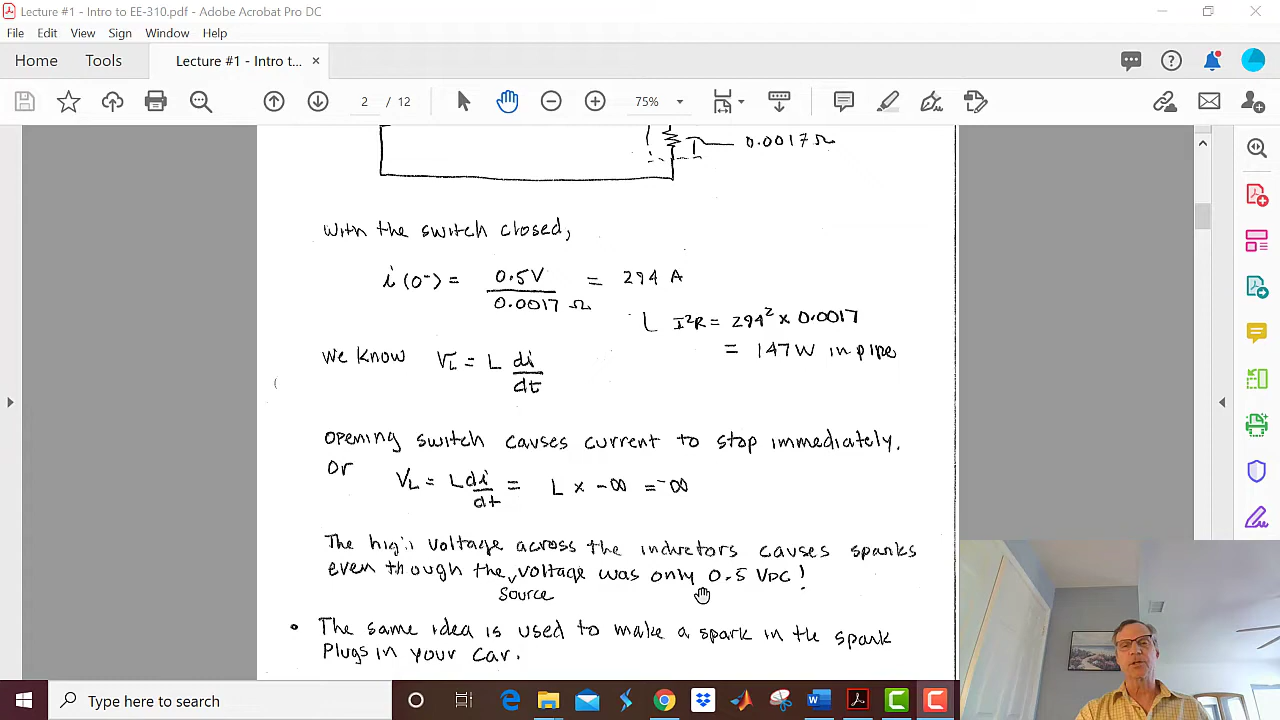 Lecture #1 - Intro to EE-310.pdf - Adobe Acrobat Pro DC
File Edit View Sign Window Help
Home Tools Lecture #1 - Intro t... ×
2 / 12 75%
0.0017 Ω
With the switch closed,
i(0⁻) = 0.5V / 0.0017 Ω = 294 A
I²R = 294² × 0.0017
= 147W in pipe
We know V_L = L di/dt
Opening switch causes current to stop immediately.
Or V_L = L di/dt = L × -∞ = -∞
The high voltage across the inductors causes sparks
even though the source voltage was only 0.5 VDC!
• The same idea is used to make a spark in the spark
Plugs in your car.
Type here to search